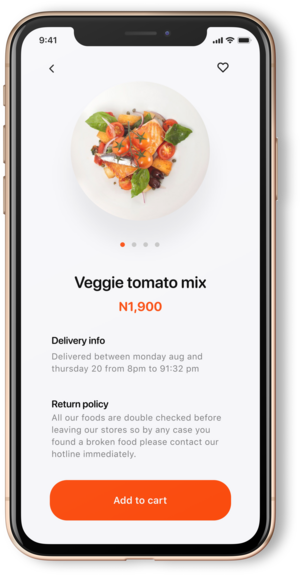 9:41
Veggie tomato mix
N1,900
Delivery info
Delivered between monday aug and
thursday 20 from 8pm to 91:32 pm
Return policy
All our foods are double checked before
leaving our stores so by any case you
found a broken food please contact our
hotline immediately.
Add to cart